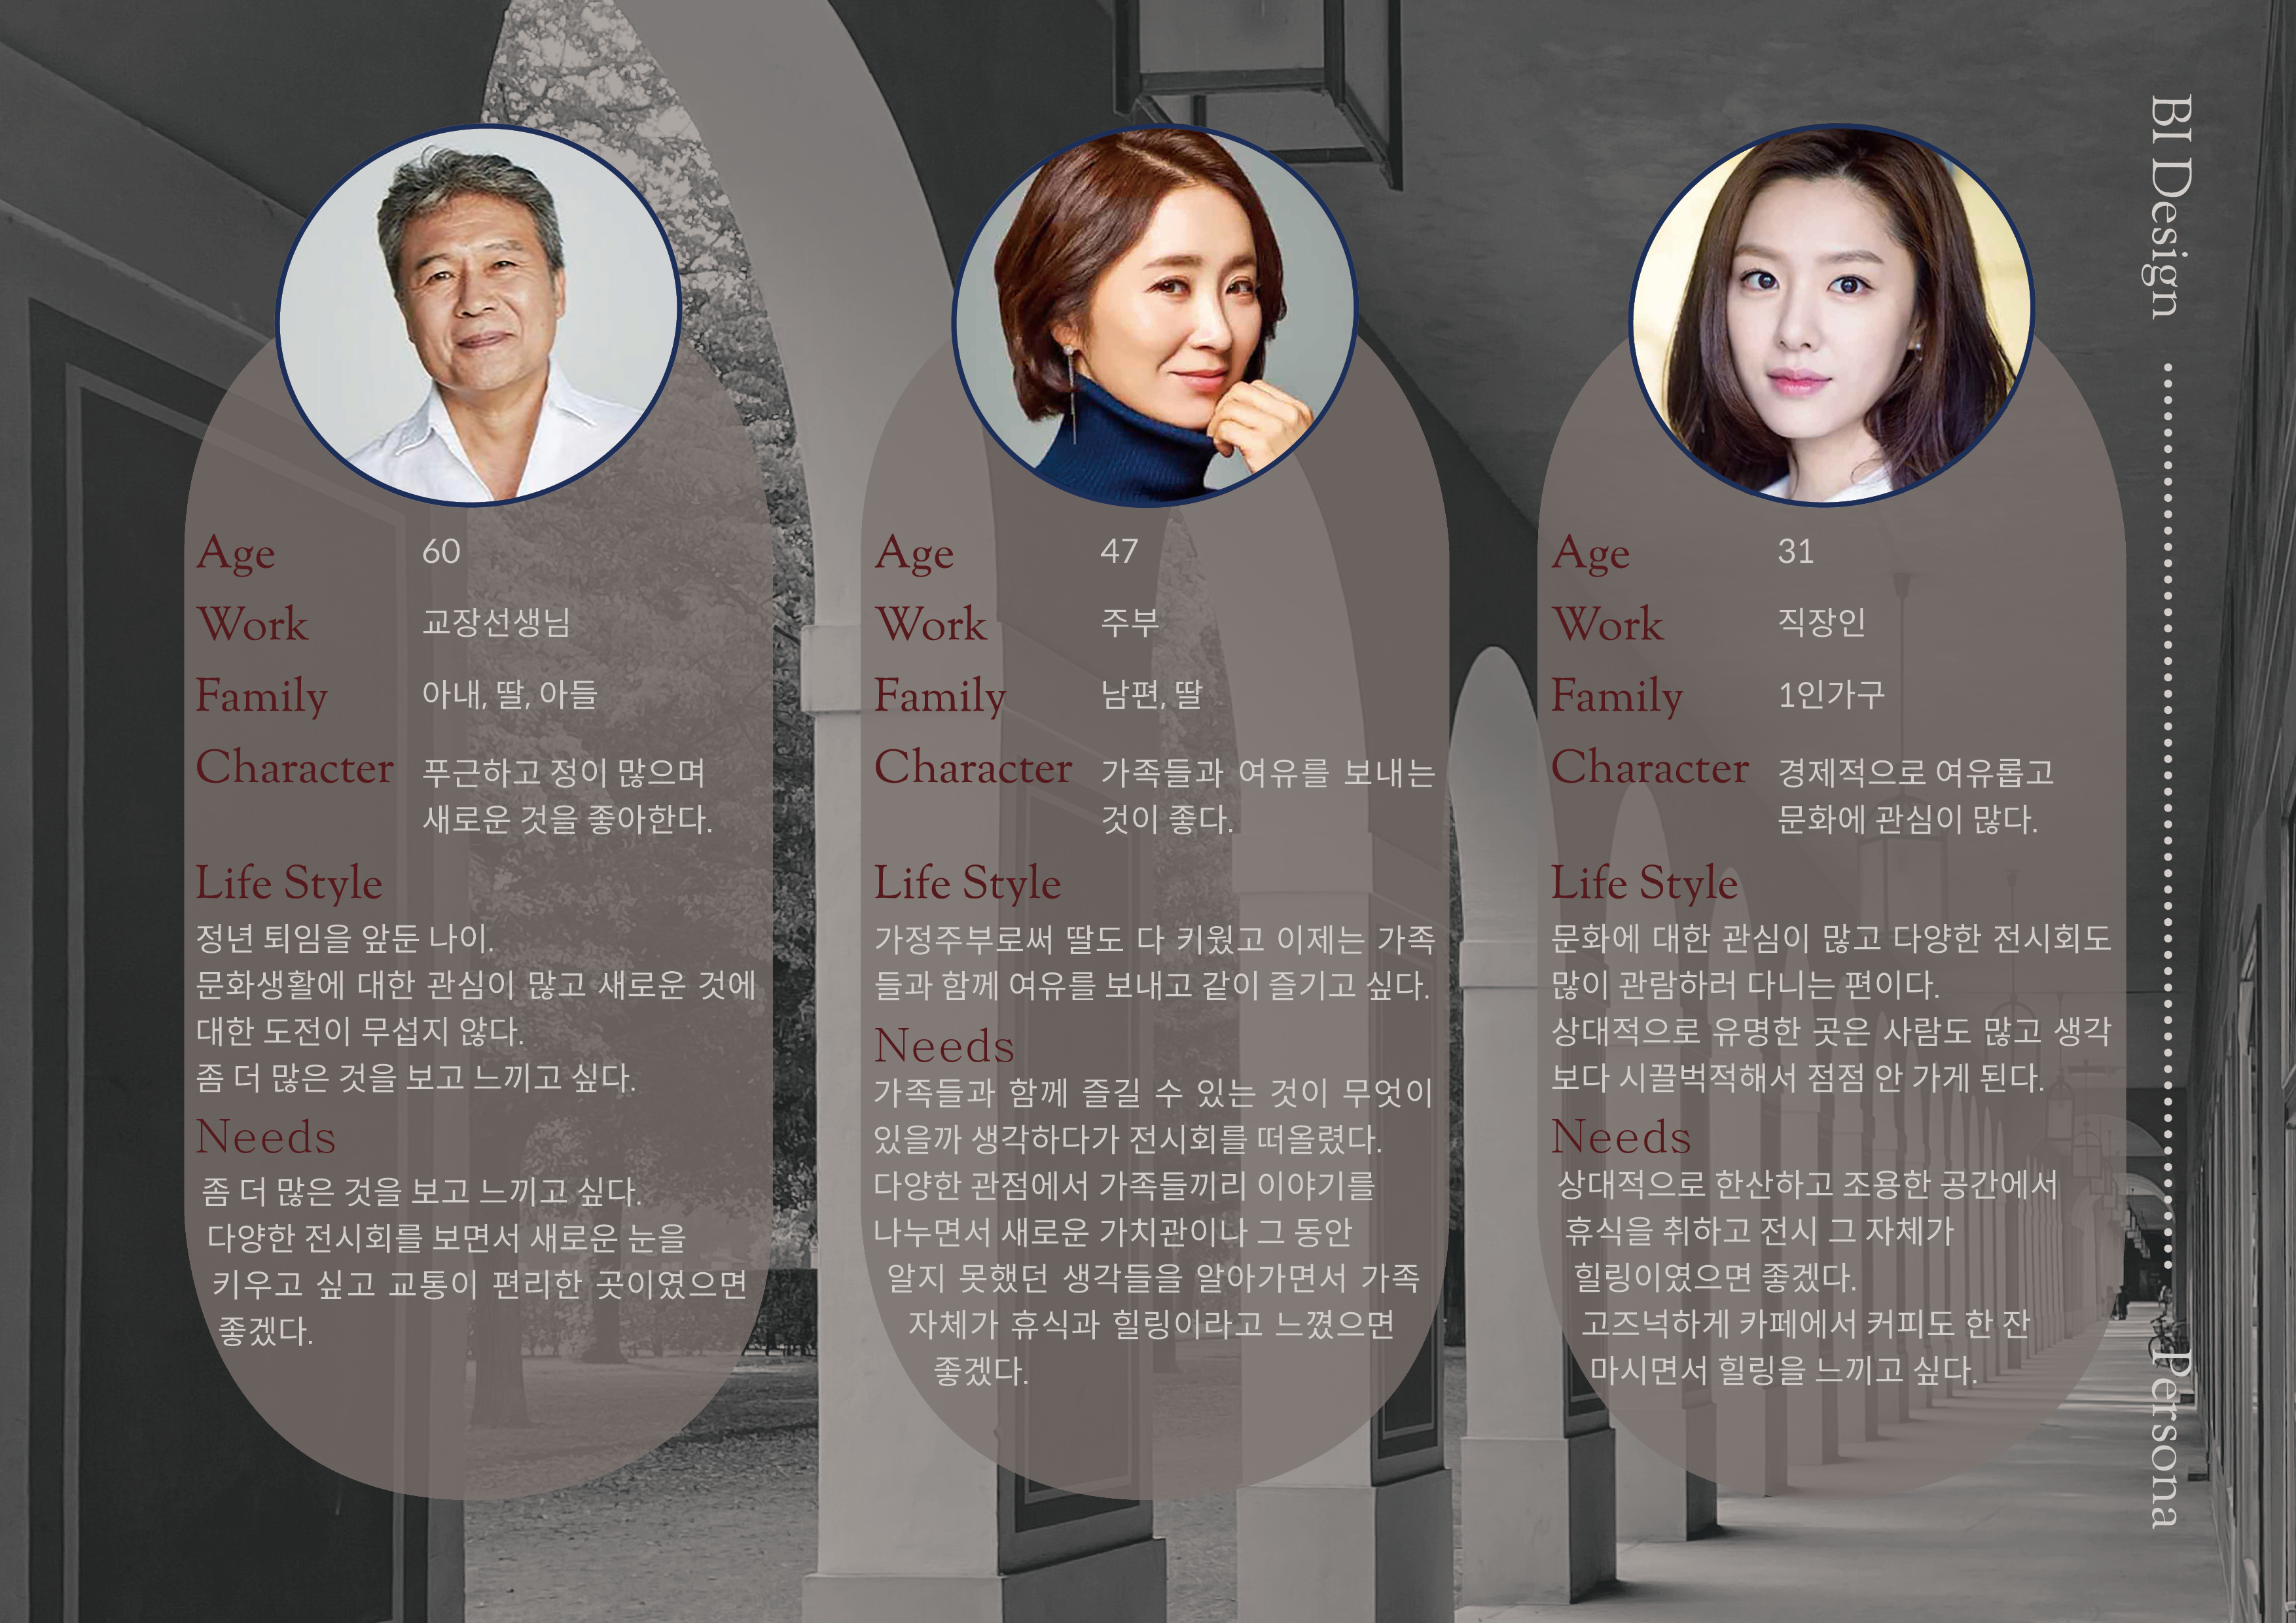 BI Design
Persona
Age 60
Work 교장선생님
Family 아내, 딸, 아들
Character 푸근하고 정이 많으며
새로운 것을 좋아한다.
Life Style
정년 퇴임을 앞둔 나이.
문화생활에 대한 관심이 많고 새로운 것에
대한 도전이 무섭지 않다.
좀 더 많은 것을 보고 느끼고 싶다.
Needs
좀 더 많은 것을 보고 느끼고 싶다.
다양한 전시회를 보면서 새로운 눈을
키우고 싶고 교통이 편리한 곳이였으면
좋겠다.
Age 47
Work 주부
Family 남편, 딸
Character 가족들과 여유를 보내는
것이 좋다.
Life Style
가정주부로써 딸도 다 키웠고 이제는 가족
들과 함께 여유를 보내고 같이 즐기고 싶다.
Needs
가족들과 함께 즐길 수 있는 것이 무엇이
있을까 생각하다가 전시회를 떠올렸다.
다양한 관점에서 가족들끼리 이야기를
나누면서 새로운 가치관이나 그 동안
알지 못했던 생각들을 알아가면서 가족
자체가 휴식과 힐링이라고 느꼈으면
좋겠다.
Age 31
Work 직장인
Family 1인가구
Character 경제적으로 여유롭고
문화에 관심이 많다.
Life Style
문화에 대한 관심이 많고 다양한 전시회도
많이 관람하러 다니는 편이다.
상대적으로 유명한 곳은 사람도 많고 생각
보다 시끌벅적해서 점점 안 가게 된다.
Needs
상대적으로 한산하고 조용한 공간에서
휴식을 취하고 전시 그 자체가
힐링이였으면 좋겠다.
고즈넉하게 카페에서 커피도 한 잔
마시면서 힐링을 느끼고 싶다.